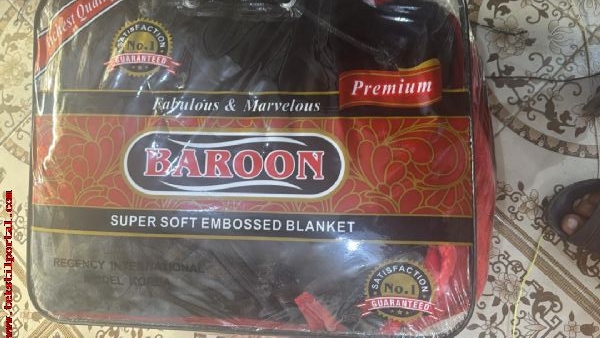 Highest Quality
SATISFACTION
No.1
GUARANTEED
Premium
Fabulous & Marvelous
BAROON
SUPER SOFT EMBOSSED BLANKET
REGENCY INTERNATIONAL
SATISFACTION
No.1
GUARANTEED
www.tekstilportal.com